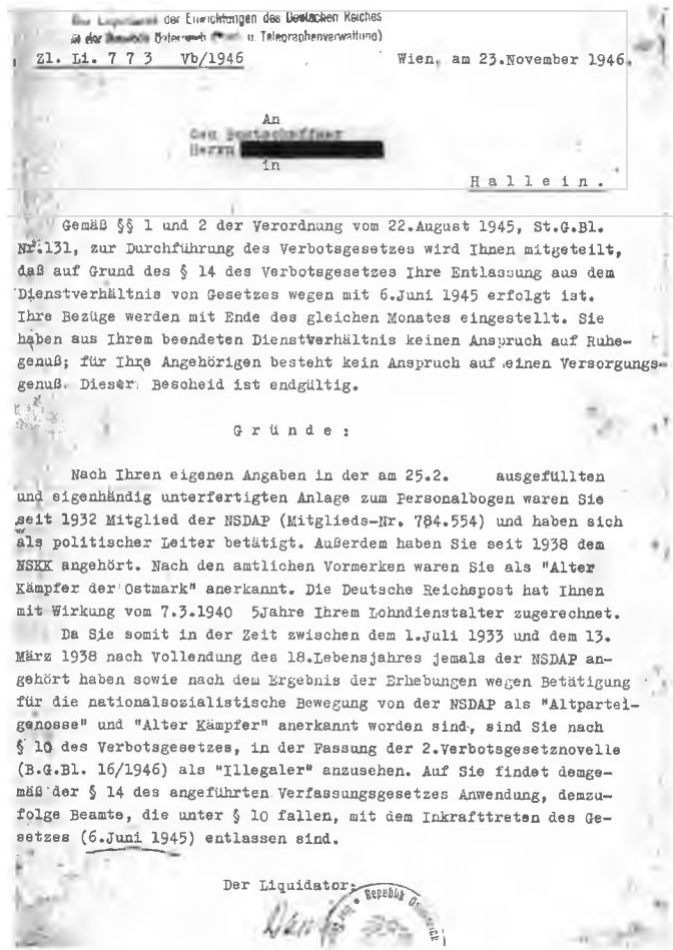 der Einrichtungen des Deutschen Reiches
in der Republik Österreich (Post- u. Telegraphenverwaltung)
Zl. Li. 7 7 3 Vb/1946 Wien, am 23.November 1946.
An
den Postschaffner
Herrn
in
H a l l e i n .
Gemäß §§ 1 und 2 der Verordnung vom 22.August 1945, St.G.Bl.
Nr.131, zur Durchführung des Verbotsgesetzes wird Ihnen mitgeteilt,
daß auf Grund des § 14 des Verbotsgesetzes Ihre Entlassung aus dem
Dienstverhältnis von Gesetzes wegen mit 6.Juni 1945 erfolgt ist.
Ihre Bezüge werden mit Ende des gleichen Monates eingestellt. Sie
haben aus Ihrem beendeten Dienstverhältnis keinen Anspruch auf Ruhe-
genuß; für Ihre Angehörigen besteht kein Anspruch auf einen Versorgungs-
genuß. Dieser Bescheid ist endgültig.
G r ü n d e :
Nach Ihren eigenen Angaben in der am 25.2. ausgefüllten
und eigenhändig unterfertigten Anlage zum Personalbogen waren Sie
seit 1932 Mitglied der NSDAP (Mitglieds-Nr. 784.554) und haben sich
als politischer Leiter betätigt. Außerdem haben Sie seit 1938 dem
NSKK angehört. Nach den amtlichen Vormerken waren Sie als "Alter
Kämpfer der Ostmark" anerkannt. Die Deutsche Reichspost hat Ihnen
mit Wirkung vom 7.3.1940 5Jahre Ihrem Lohndienstalter zugerechnet.
Da Sie somit in der Zeit zwischen dem 1.Juli 1933 und dem 13.
März 1938 nach Vollendung des 18.Lebensjahres jemals der NSDAP an-
gehört haben sowie nach dem Ergebnis der Erhebungen wegen Betätigung
für die nationalsozialistische Bewegung von der NSDAP als "Altpartei-
genosse" und "Alter Kämpfer" anerkannt worden sind, sind Sie nach
§ 10 des Verbotsgesetzes, in der Fassung der 2.Verbotsgesetznovelle
(B.G.Bl. 16/1946) als "Illegaler" anzusehen. Auf Sie findet demge-
mäß der § 14 des angeführten Verfassungsgesetzes Anwendung, demzu-
folge Beamte, die unter § 10 fallen, mit dem Inkrafttreten des Ge-
setzes (6.Juni 1945) entlassen sind.
Der Liquidator:
Republik Österreich